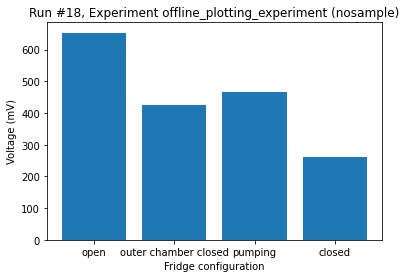 Run #18, Experiment offline_plotting_experiment (nosample)
600
500
400
300
200
100
0
Voltage (mV)
open outer chamber closed pumping closed
Fridge configuration